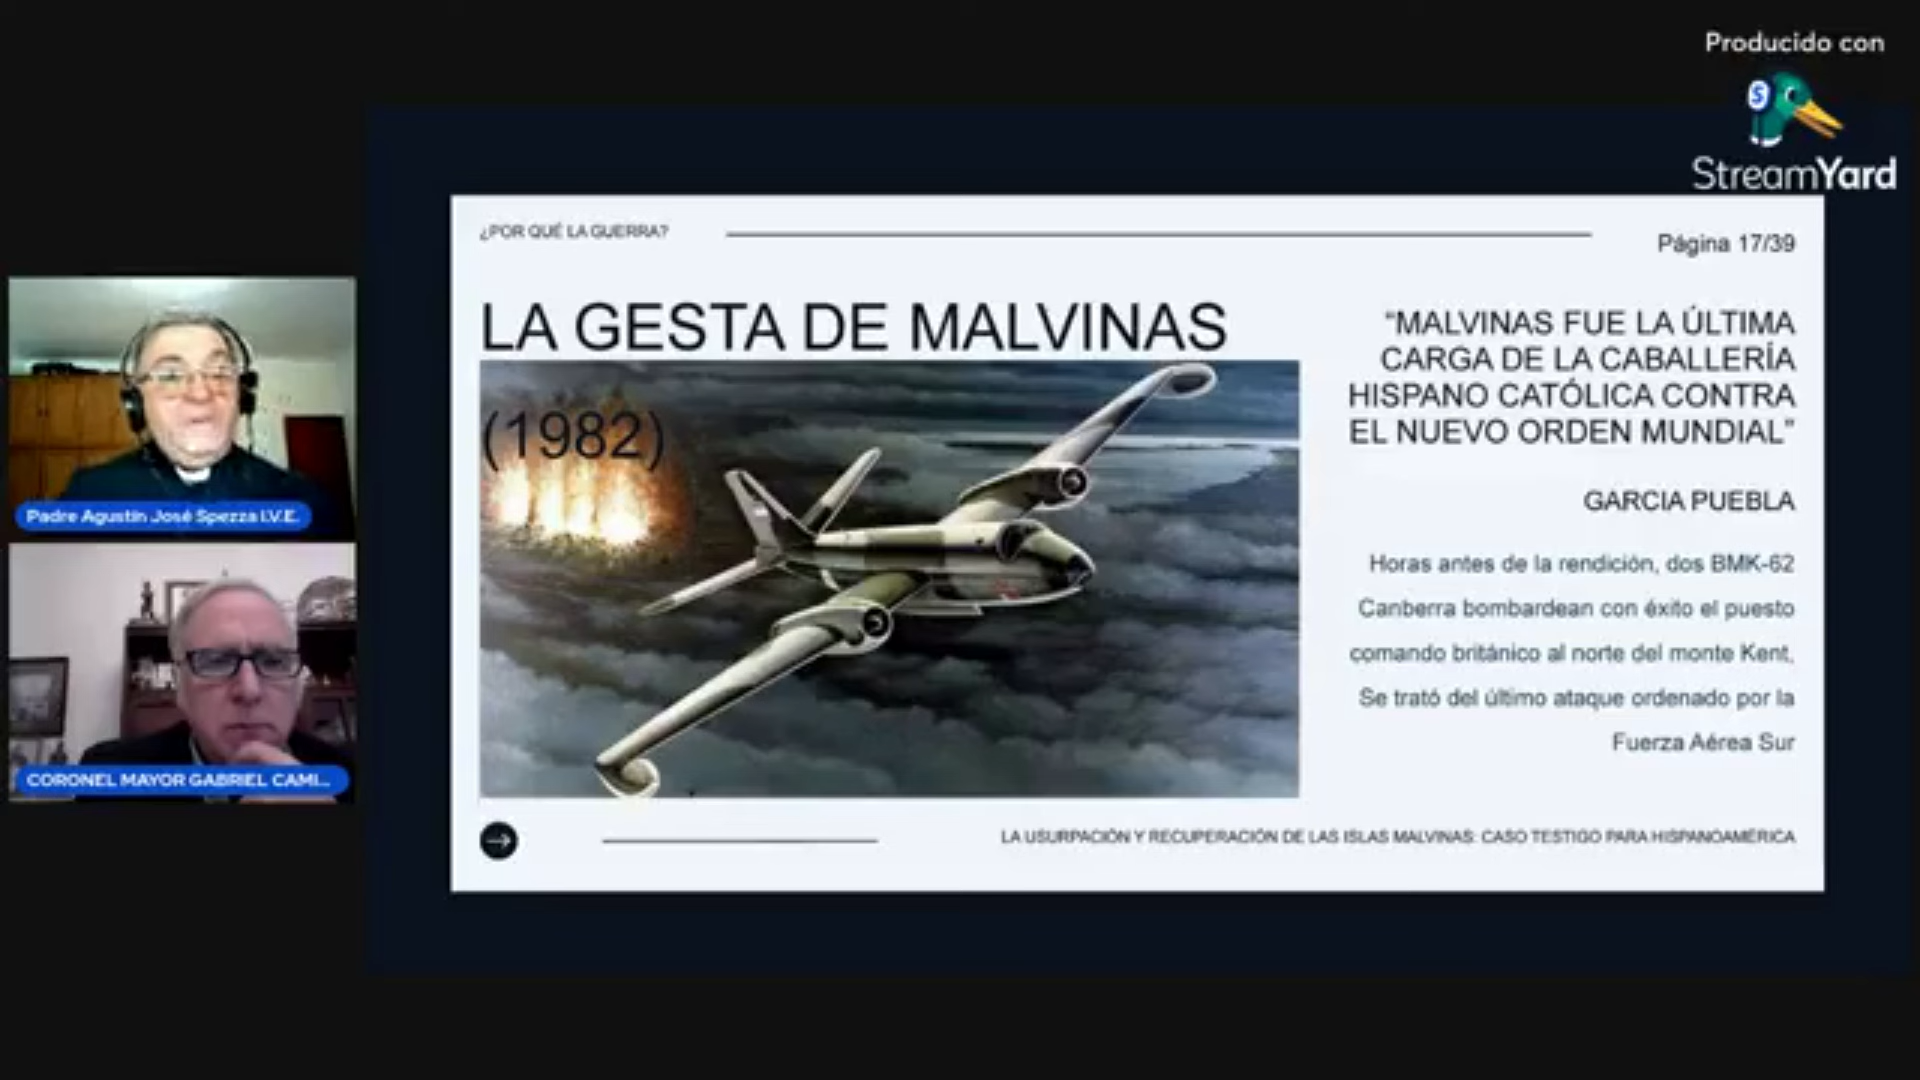 Producido con
StreamYard
¿POR QUÉ LA GUERRA?
Página 17/39
LA GESTA DE MALVINAS
(1982)
“MALVINAS FUE LA ÚLTIMA
CARGA DE LA CABALLERÍA
HISPANO CATÓLICA CONTRA
EL NUEVO ORDEN MUNDIAL”
GARCIA PUEBLA
Horas antes de la rendición, dos BMK-62
Canberra bombardean con éxito el puesto
comando británico al norte del monte Kent,
Se trató del último ataque ordenado por la
Fuerza Aérea Sur
LA USURPACIÓN Y RECUPERACIÓN DE LAS ISLAS MALVINAS: CASO TESTIGO PARA HISPANOAMÉRICA
Padre Agustín José Spezza I.V.E.
CORONEL MAYOR GABRIEL CAMI...